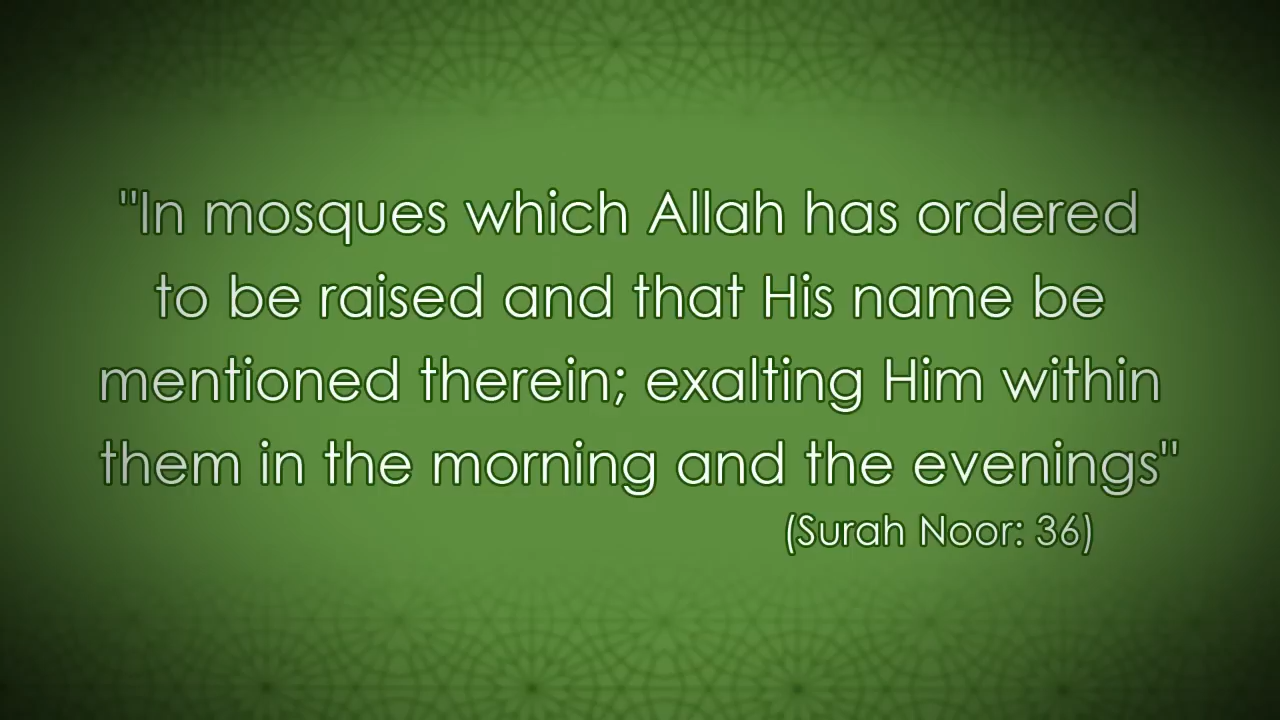 "In mosques which Allah has ordered
to be raised and that His name be
mentioned therein; exalting Him within
them in the morning and the evenings"
(Surah Noor: 36)